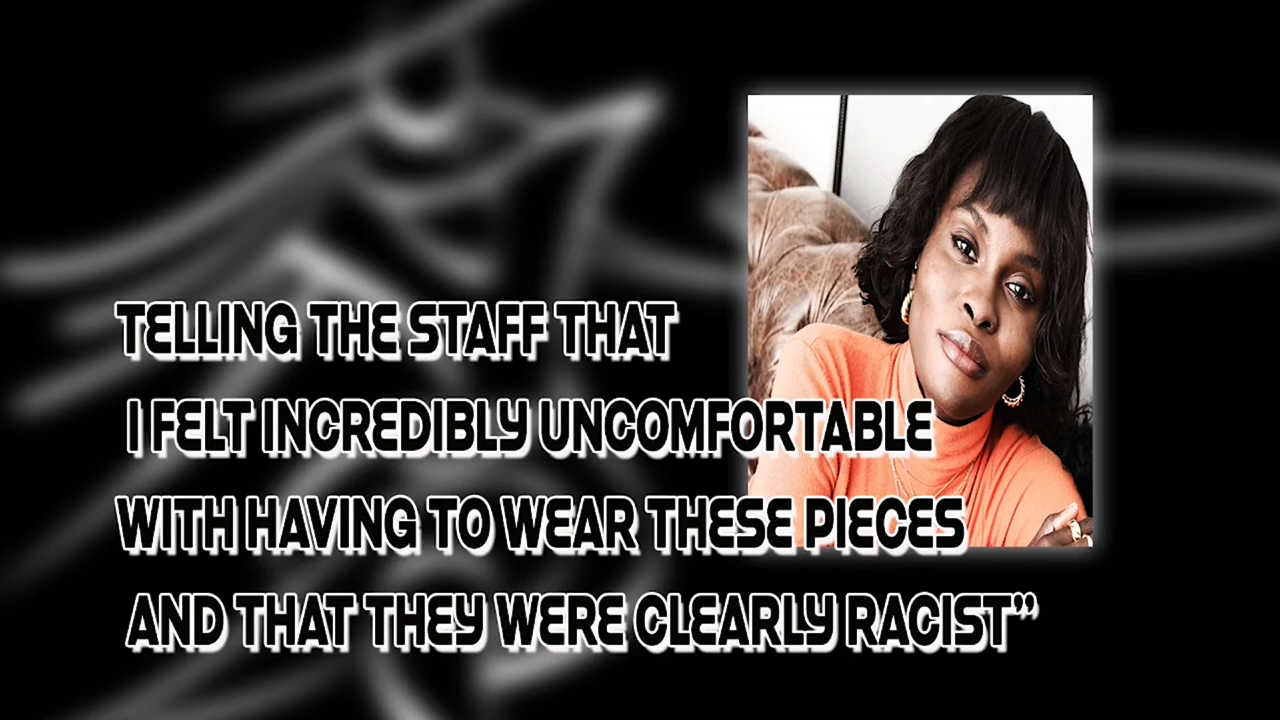 TELLING THE STAFF THAT
I FELT INCREDIBLY UNCOMFORTABLE
WITH HAVING TO WEAR THESE PIECES
AND THAT THEY WERE CLEARLY RACIST”